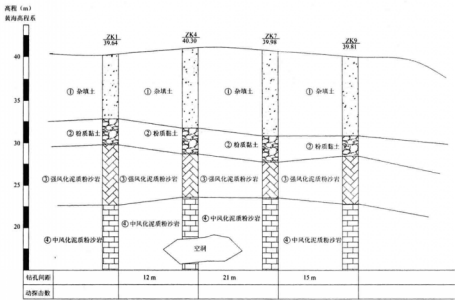 高程（m）
黄海高程系
ZK1
39.64
ZK4
40.30
ZK7
39.98
ZK9
39.81
40
35
30
25
20
① 杂填土
① 杂填土
① 杂填土
① 杂填土
② 粉质黏土
② 粉质黏土
② 粉质黏土
② 粉质黏土
③强风化泥质粉沙岩
③强风化泥质粉沙岩
③强风化泥质粉沙岩
③强风化泥质粉沙岩
④中风化泥质粉沙岩
④中风化泥质粉沙岩
④中风化泥质粉沙岩
④中风化泥质粉沙岩
空洞
钻孔间距
12 m
21 m
15 m
动探击数